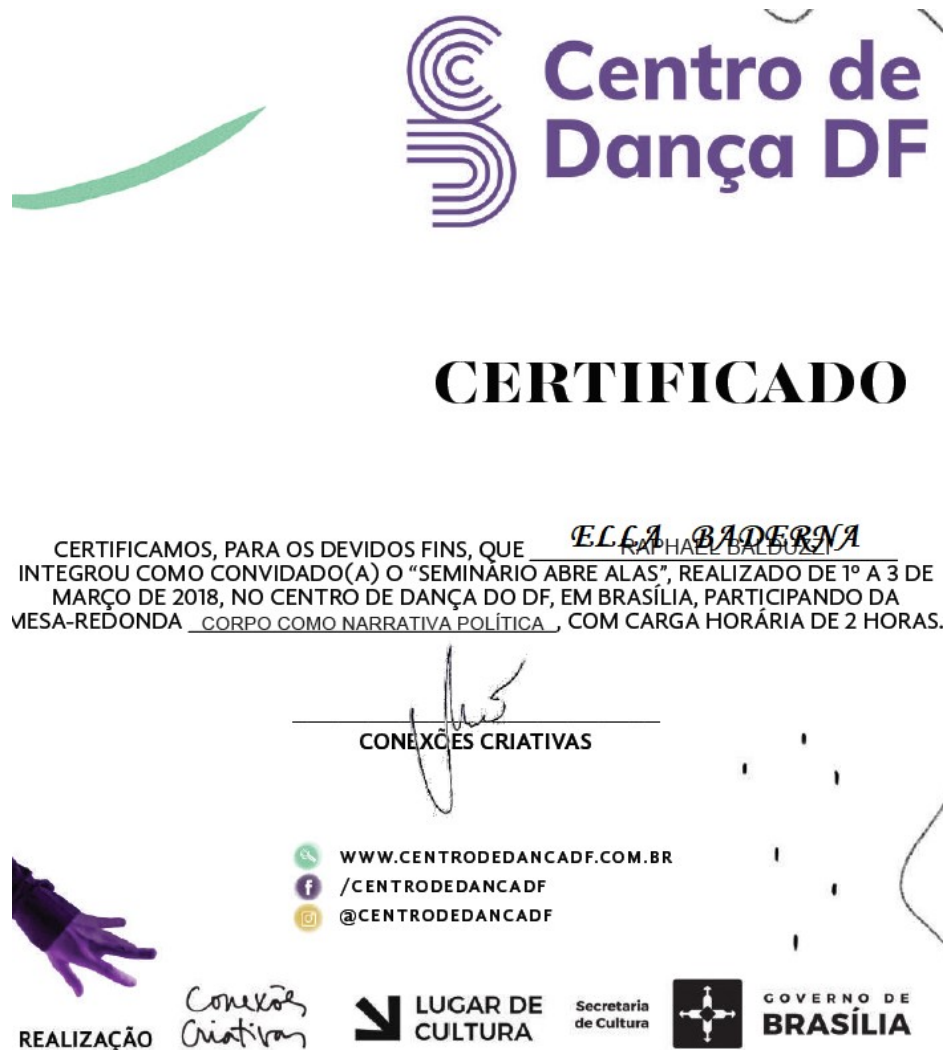 Centro de
Dança DF
CERTIFICADO
ELLA BADERNA
CERTIFICAMOS, PARA OS DEVIDOS FINS, QUE RAPHAEL BALDUZZI
INTEGROU COMO CONVIDADO(A) O “SEMINÁRIO ABRE ALAS”, REALIZADO DE 1º A 3 DE
MARÇO DE 2018, NO CENTRO DE DANÇA DO DF, EM BRASÍLIA, PARTICIPANDO DA
MESA-REDONDA CORPO COMO NARRATIVA POLÍTICA, COM CARGA HORÁRIA DE 2 HORAS.
CONEXÕES CRIATIVAS
WWW.CENTRODEDANCADF.COM.BR
/CENTRODEDANCADF
@CENTRODEDANCADF
REALIZAÇÃO
Conexões
Criativas
LUGAR DE
CULTURA
Secretaria
de Cultura
GOVERNO DE
BRASÍLIA